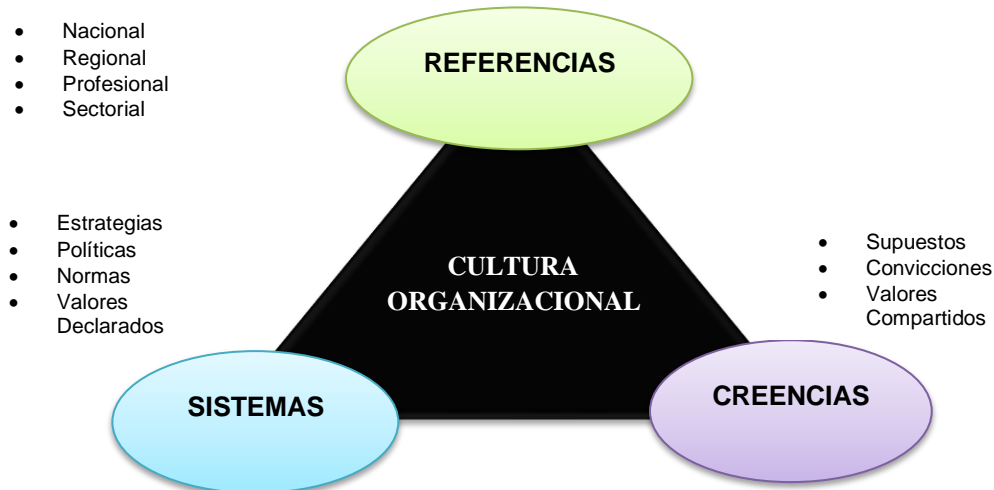 • Nacional
• Regional
• Profesional
• Sectorial
REFERENCIAS
• Estrategias
• Políticas
• Normas
• Valores
Declarados
CULTURA
ORGANIZACIONAL
• Supuestos
• Convicciones
• Valores
Compartidos
SISTEMAS
CREENCIAS